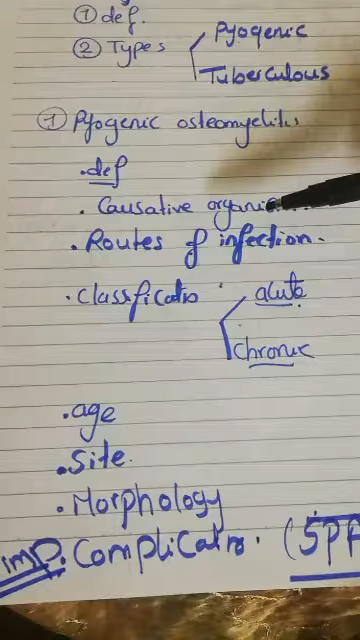 ① def.
② Types
Pyogenic
Tuberculous
① Pyogenic osteomyelitis
. def
. Causative
. Routes of infection.
. Classificatio
acute
chronic
. age
. Site.
. Morphology
imp. Complicatio. (5PF